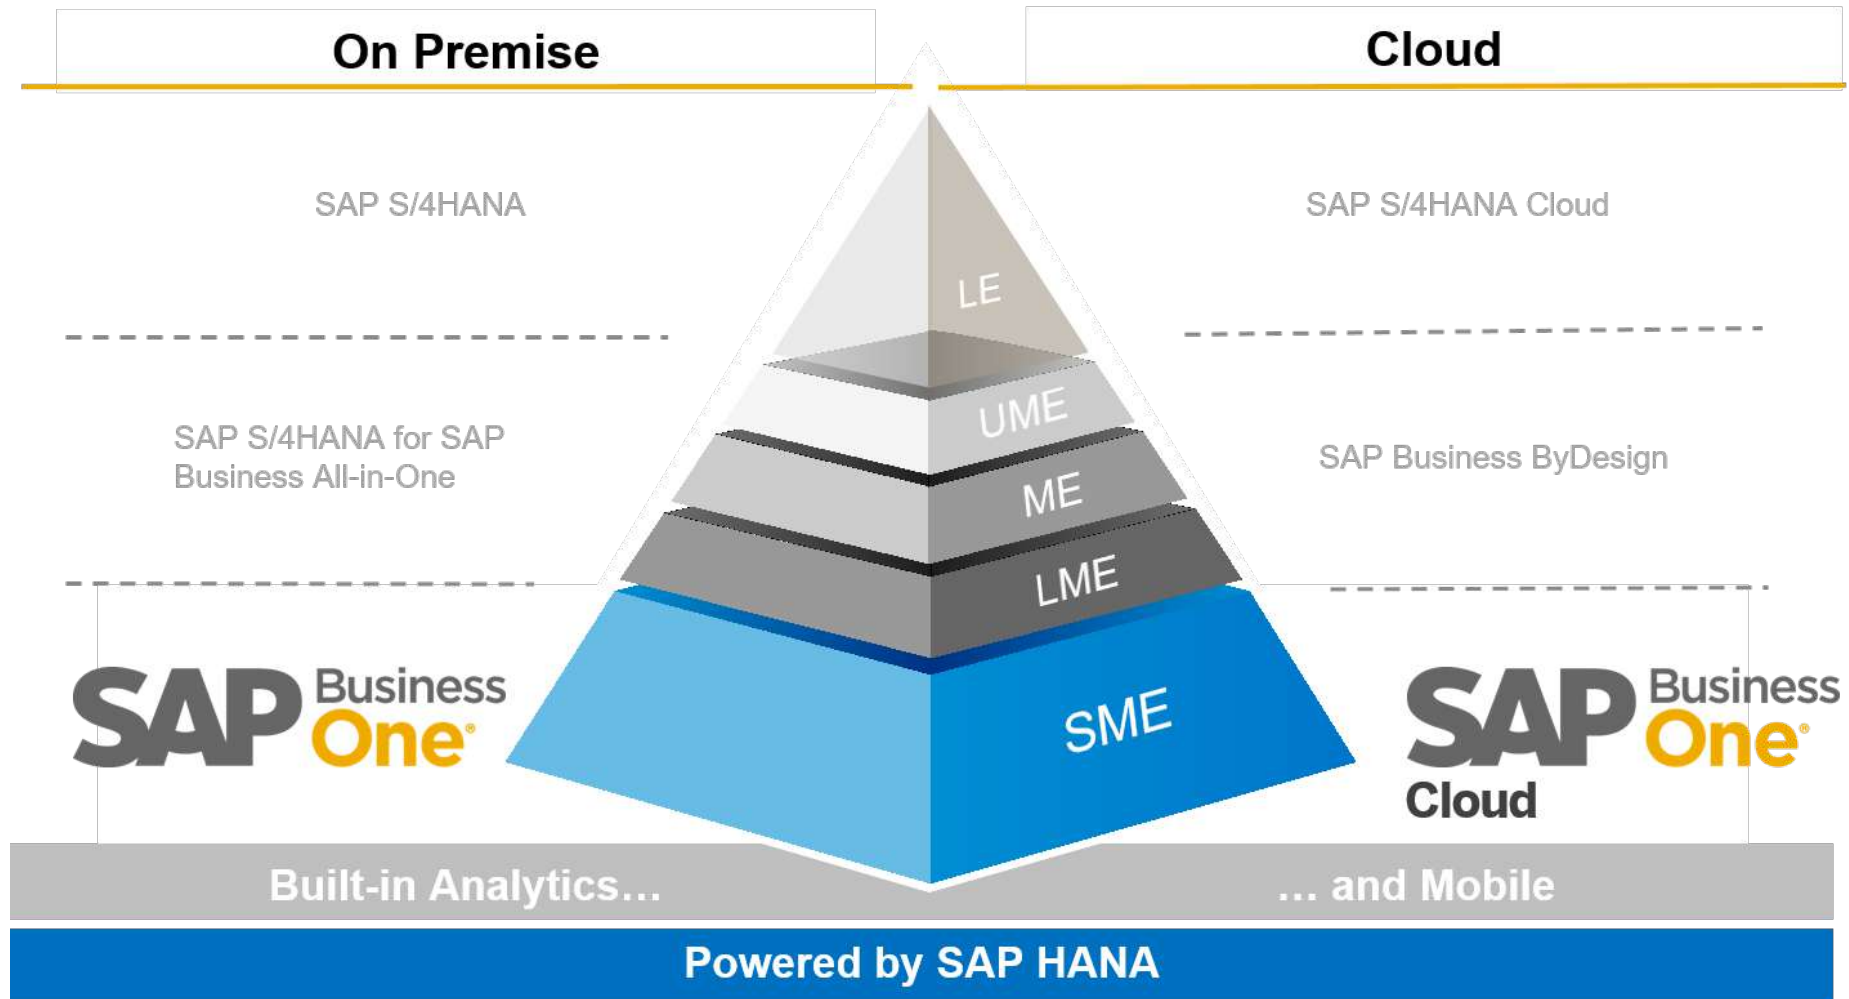 On Premise
Cloud
SAP S/4HANA
SAP S/4HANA Cloud
LE
UME
SAP S/4HANA for SAP
Business All-in-One
SAP Business ByDesign
ME
LME
SAP Business One®
SME
SAP Business One®
Cloud
Built-in Analytics...
... and Mobile
Powered by SAP HANA